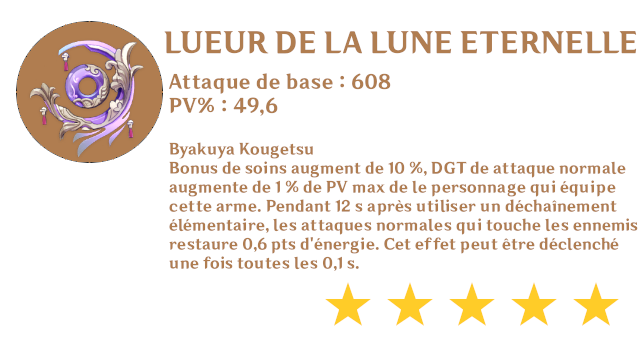 LUEUR DE LA LUNE ETERNELLE
Attaque de base : 608
PV% : 49,6
Byakuya Kougetsu
Bonus de soins augment de 10 %, DGT de attaque normale
augmente de 1 % de PV max de le personnage qui équipe
cette arme. Pendant 12 s après utiliser un déchaînement
élémentaire, les attaques normales qui touche les ennemis
restaure 0,6 pts d'énergie. Cet effet peut être déclenché
une fois toutes les 0,1 s.